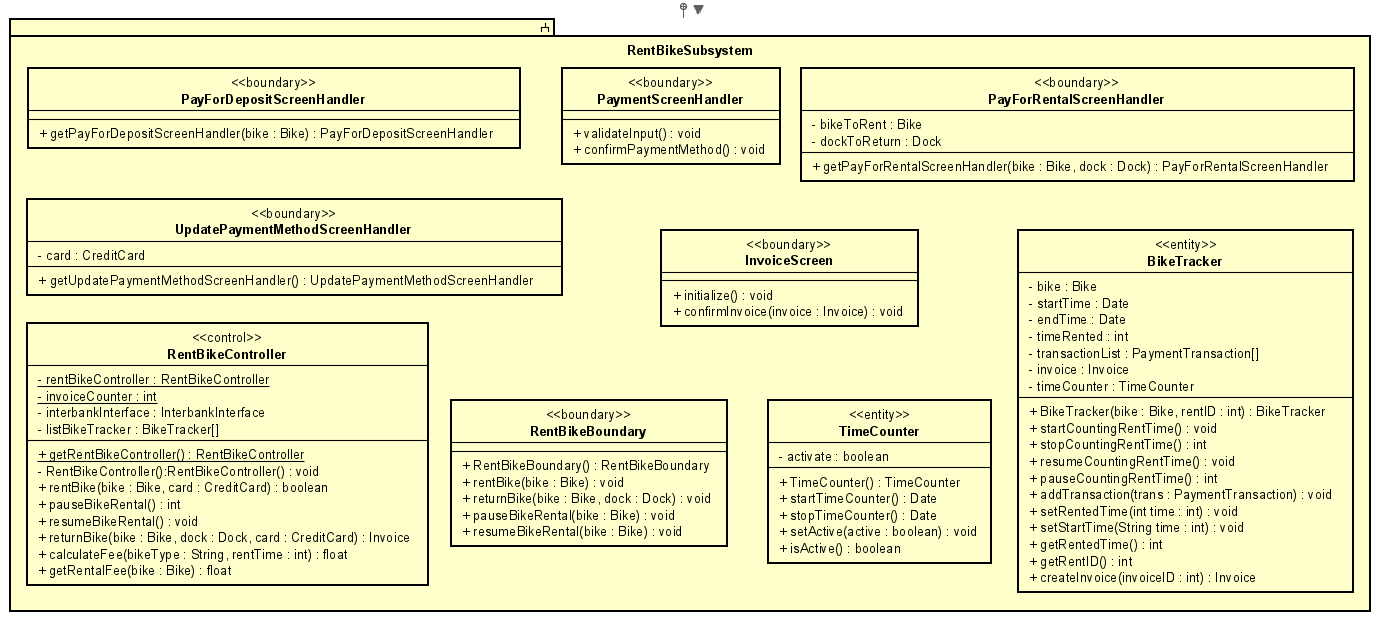 RentBikeSubsystem
<<boundary>>
PayForDepositScreenHandler
+ getPayForDepositScreenHandler(bike : Bike) : PayForDepositScreenHandler
<<boundary>>
PaymentScreenHandler
+ validateInput() : void
+ confirmPaymentMethod() : void
<<boundary>>
PayForRentalScreenHandler
- bikeToRent : Bike
- dockToReturn : Dock
+ getPayForRentalScreenHandler(bike : Bike, dock : Dock) : PayForRentalScreenHandler
<<boundary>>
UpdatePaymentMethodScreenHandler
- card : CreditCard
+ getUpdatePaymentMethodScreenHandler() : UpdatePaymentMethodScreenHandler
<<boundary>>
InvoiceScreen
+ initialize() : void
+ confirmInvoice(invoice : Invoice) : void
<<entity>>
BikeTracker
- bike : Bike
- startTime : Date
- endTime : Date
- timeRented : int
- transactionList : PaymentTransaction[]
- invoice : Invoice
- timeCounter : TimeCounter
+ BikeTracker(bike : Bike, rentID : int) : BikeTracker
+ startCountingRentTime() : void
+ stopCountingRentTime() : int
+ resumeCountingRentTime() : void
+ pauseCountingRentTime() : int
+ addTransaction(trans : PaymentTransaction) : void
+ setRentedTime(int time : int) : void
+ setStartTime(String time : int) : void
+ getRentedTime() : int
+ getRentID() : int
+ createInvoice(invoiceID : int) : Invoice
<<control>>
RentBikeController
- rentBikeController : RentBikeController
- invoiceCounter : int
- interbankInterface : InterbankInterface
- listBikeTracker : BikeTracker[]
+ getRentBikeController() : RentBikeController
- RentBikeController():RentBikeController() : void
+ rentBike(bike : Bike, card : CreditCard) : boolean
+ pauseBikeRental() : int
+ resumeBikeRental() : void
+ returnBike(bike : Bike, dock : Dock, card : CreditCard) : Invoice
+ calculateFee(bikeType : String, rentTime : int) : float
+ getRentalFee(bike : Bike) : float
<<boundary>>
RentBikeBoundary
+ RentBikeBoundary() : RentBikeBoundary
+ rentBike(bike : Bike) : void
+ returnBike(bike : Bike, dock : Dock) : void
+ pauseBikeRental(bike : Bike) : void
+ resumeBikeRental(bike : Bike) : void
<<entity>>
TimeCounter
- activate : boolean
+ TimeCounter() : TimeCounter
+ startTimeCounter() : Date
+ stopTimeCounter() : Date
+ setActive(active : boolean) : void
+ isActive() : boolean